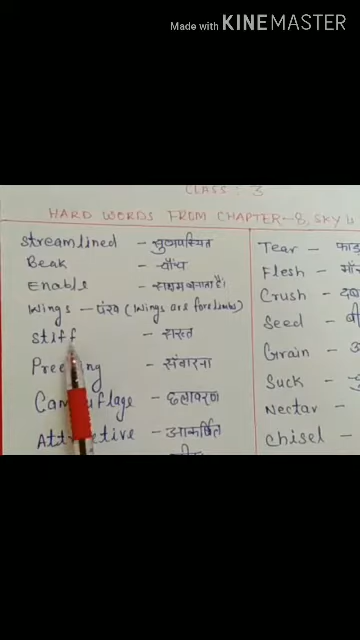 Made with KINEMASTER
CLASS : 3
HARD WORDS FROM CHAPTER-8, SKY
Streamlined - सुव्यवस्थित
Beak - चोंच
Enable - सक्षम बनाता है।
Wings - पंख (Wings are forelimbs)
Stiff - सख्त
Preening - संवारना
Camouflage - छलावरण
Attractive - आकर्षित
Tear - फाड़
Flesh -
Crush -
Seed -
Grain -
Suck -
Nectar -
Chisel -